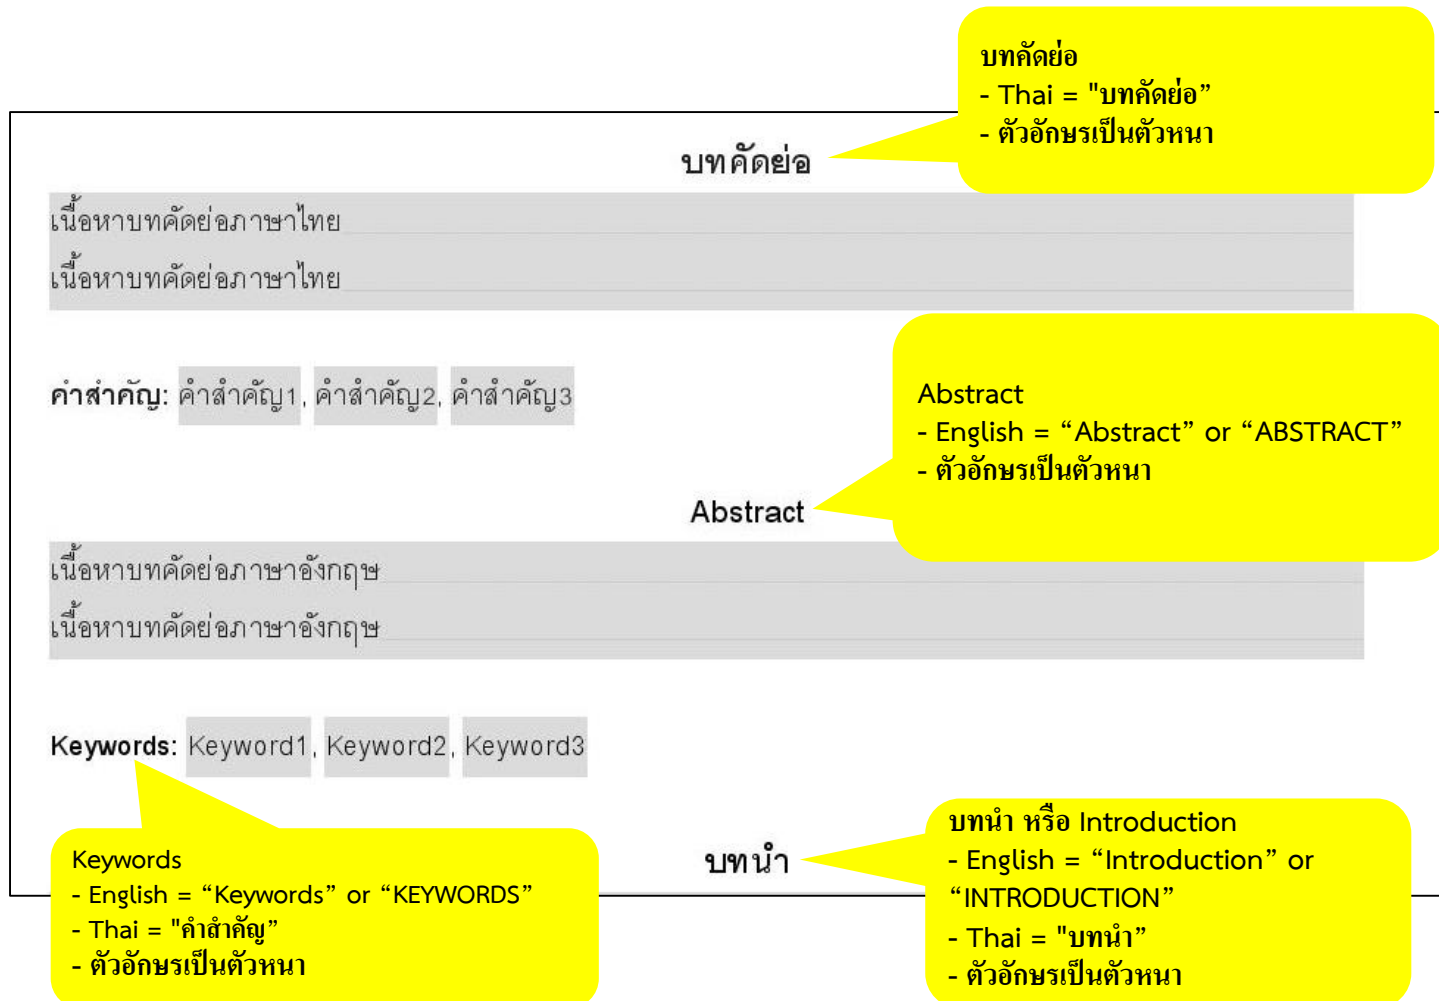 บทคัดย่อ
- Thai = "บทคัดย่อ”
- ตัวอักษรเป็นตัวหนา
บทคัดย่อ
เนื้อหาบทคัดย่อภาษาไทย
เนื้อหาบทคัดย่อภาษาไทย
คำสำคัญ: คำสำคัญ1, คำสำคัญ2, คำสำคัญ3
Abstract
- English = “Abstract” or “ABSTRACT”
- ตัวอักษรเป็นตัวหนา
Abstract
เนื้อหาบทคัดย่อภาษาอังกฤษ
เนื้อหาบทคัดย่อภาษาอังกฤษ
Keywords: Keyword1, Keyword2, Keyword3
Keywords
- English = “Keywords” or “KEYWORDS”
- Thai = "คำสำคัญ”
- ตัวอักษรเป็นตัวหนา
บทนำ
บทนำ หรือ Introduction
- English = “Introduction” or
“INTRODUCTION”
- Thai = "บทนำ”
- ตัวอักษรเป็นตัวหนา